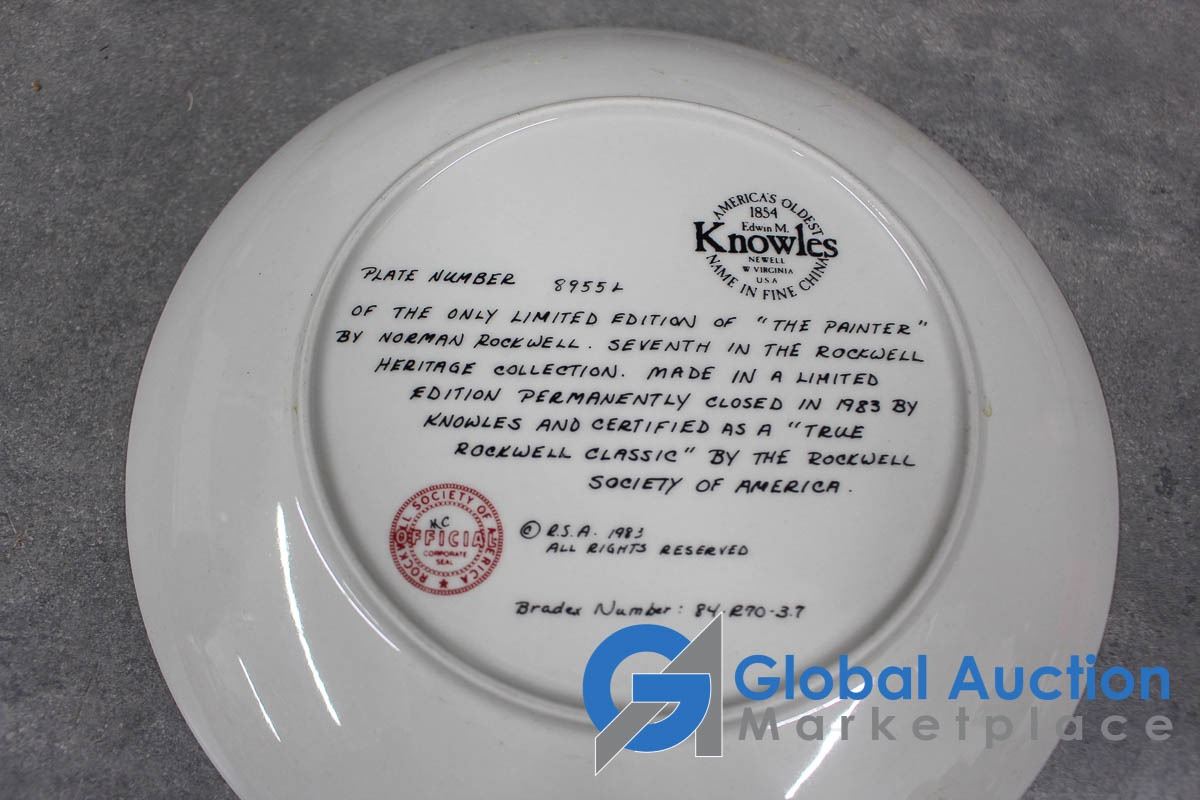 AMERICA'S OLDEST
1854
Edwin M.
Knowles
NEWELL
W VIRGINIA
USA
NAME IN FINE CHINA
PLATE NUMBER 8955L
OF THE ONLY LIMITED EDITION OF "THE PAINTER"
BY NORMAN ROCKWELL. SEVENTH IN THE ROCKWELL
HERITAGE COLLECTION. MADE IN A LIMITED
EDITION PERMANENTLY CLOSED IN 1983 BY
KNOWLES AND CERTIFIED AS A "TRUE
ROCKWELL CLASSIC" BY THE ROCKWELL
SOCIETY OF AMERICA.
ROCKWELL SOCIETY OF AMERICA
OFFICIAL
CORPORATE
SEAL
© R.S.A. 1983
ALL RIGHTS RESERVED
Bradex Number: 84-R70-3.7
GA
Global Auction
Marketplace